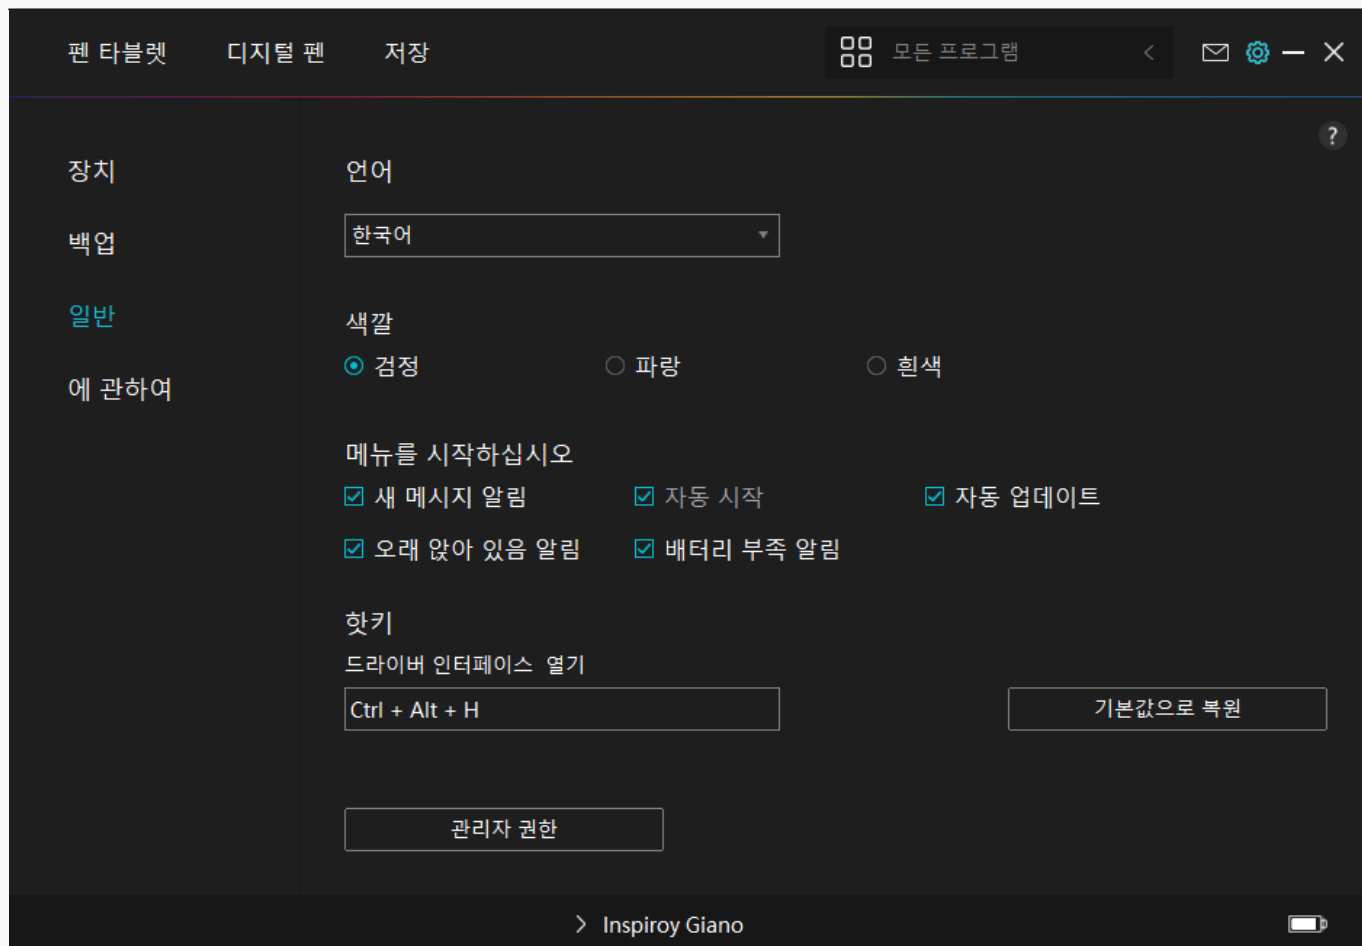 펜 타블렛 디지털 펜 저장 모든 프로그램
?
장치
백업
일반
에 관하여
언어
한국어
색깔
검정 파랑 흰색
메뉴를 시작하십시오
새 메시지 알림 자동 시작 자동 업데이트
오래 앉아 있음 알림 배터리 부족 알림
핫키
드라이버 인터페이스 열기
Ctrl + Alt + H 기본값으로 복원
관리자 권한
Inspiroy Giano